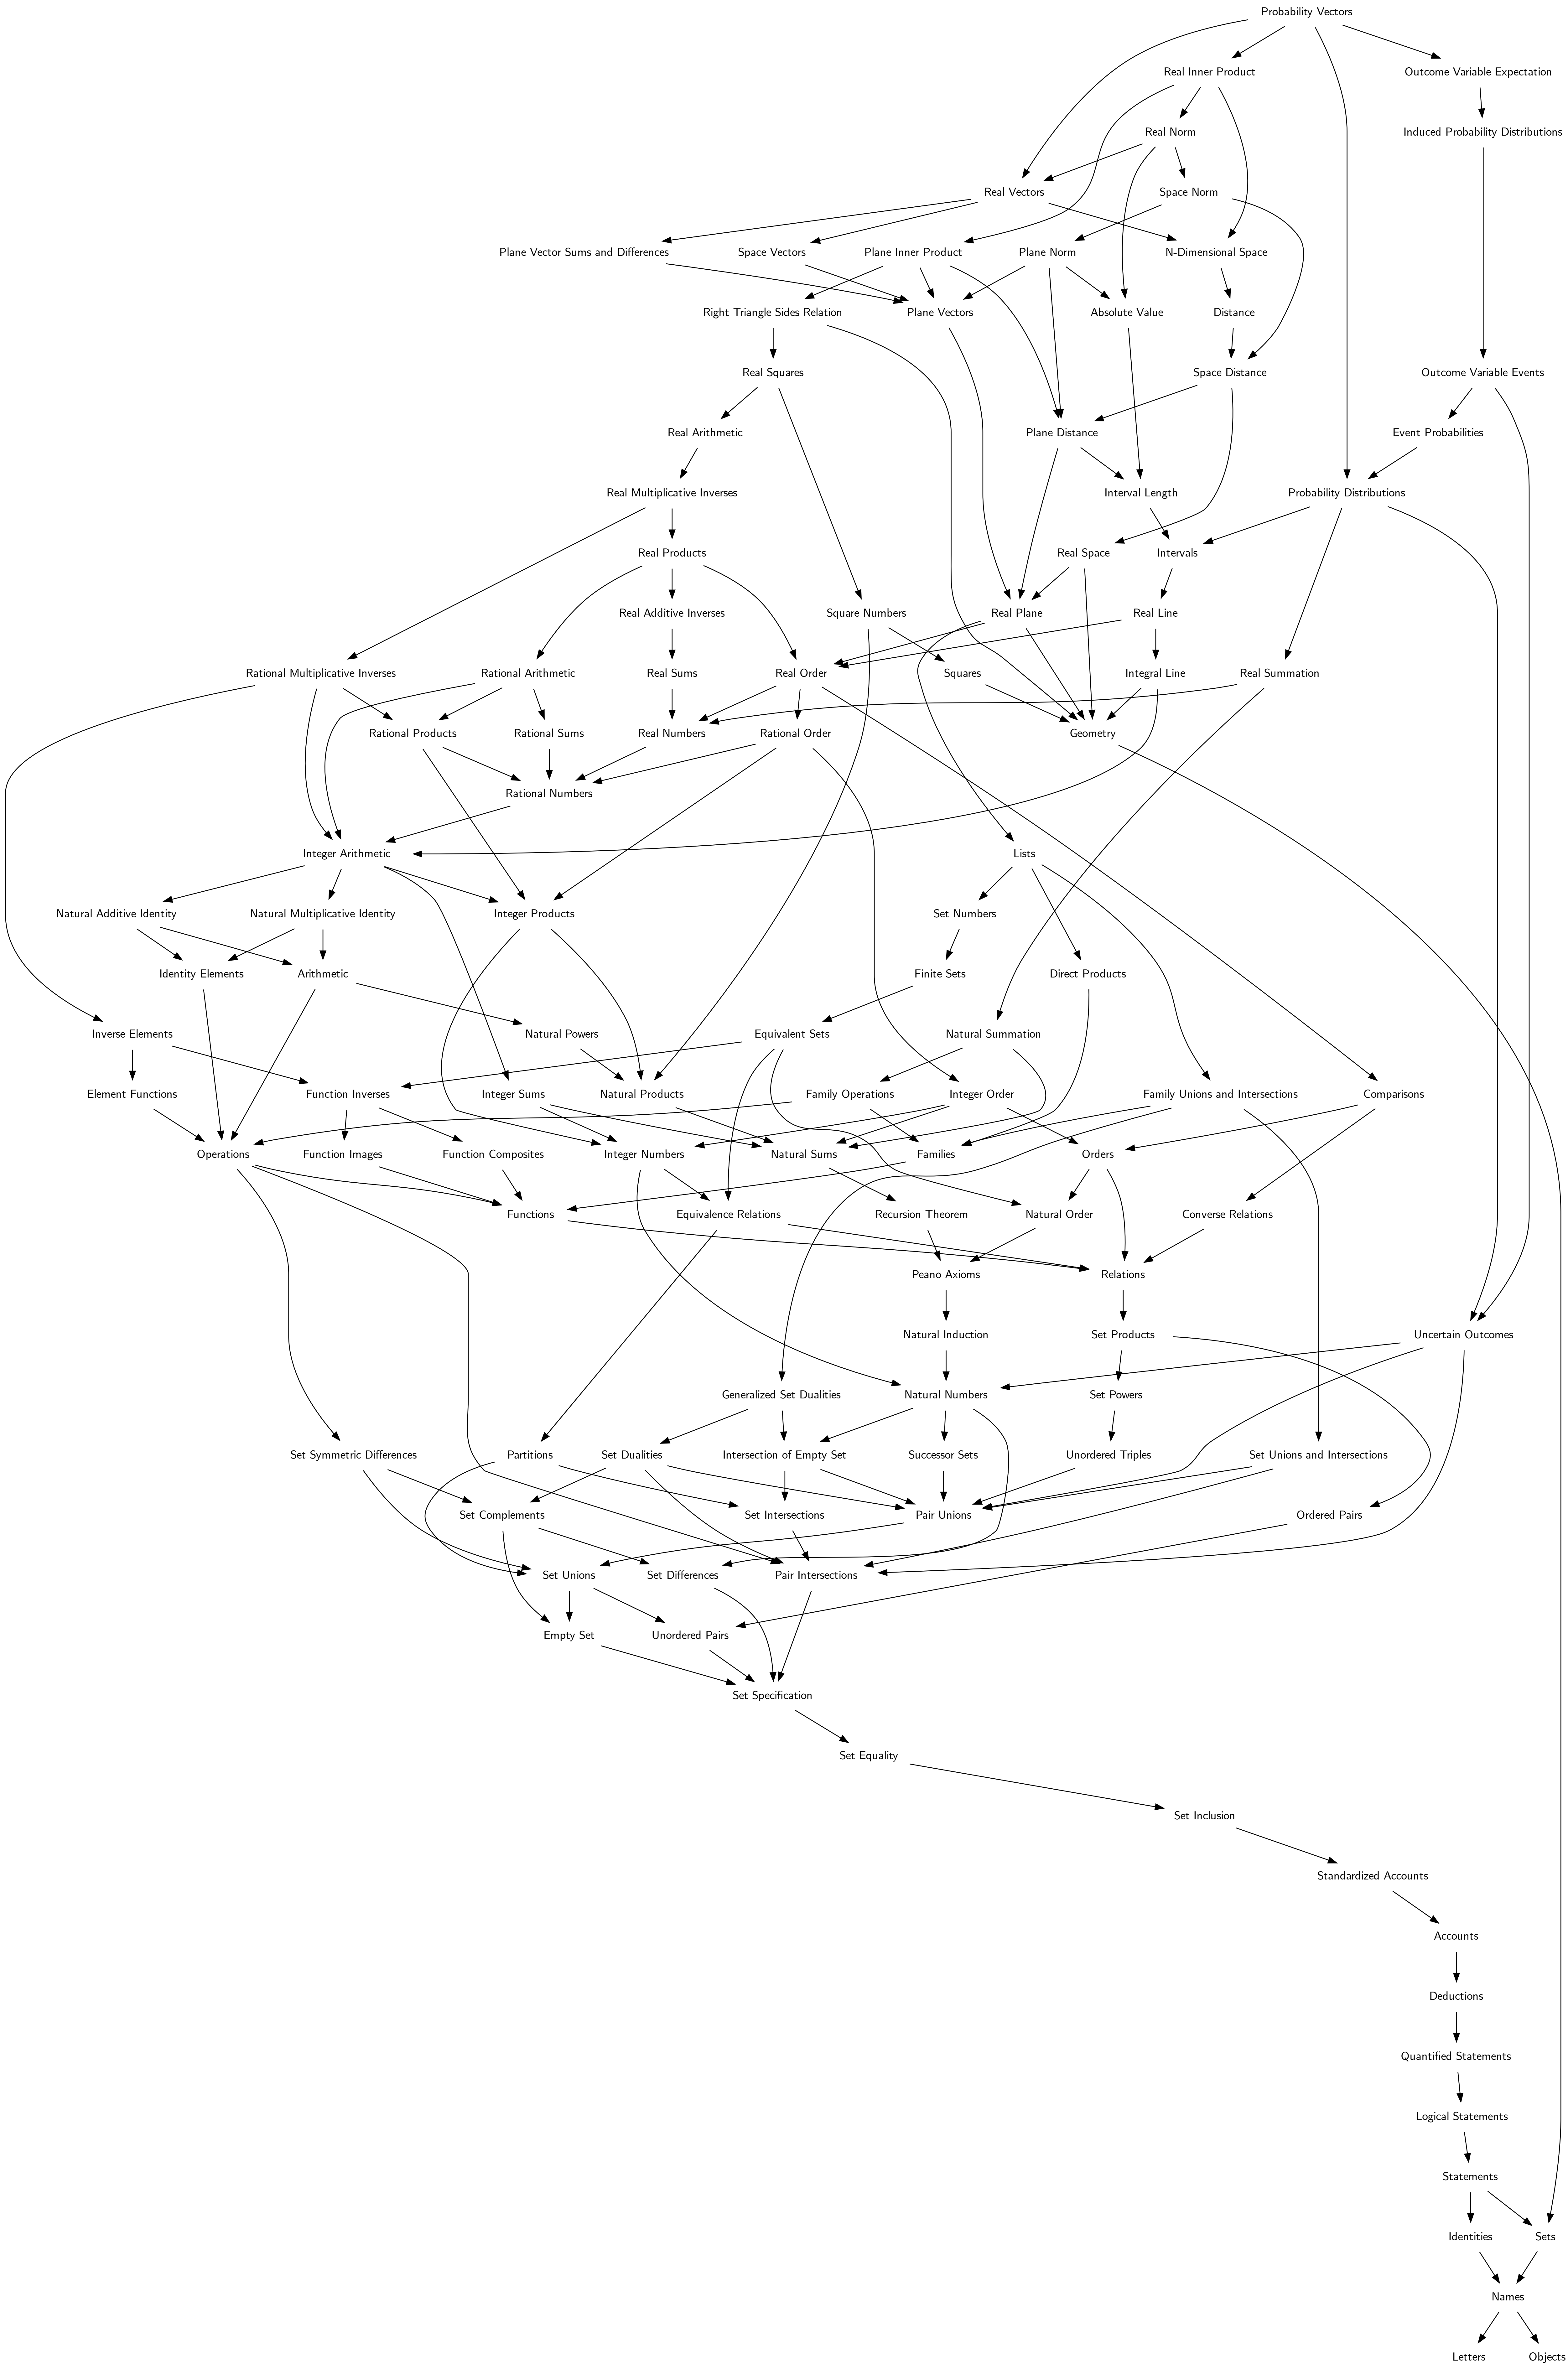 Probability Vectors
Real Inner Product
Outcome Variable Expectation
Real Norm
Induced Probability Distributions
Real Vectors
Space Norm
Plane Vector Sums and Differences
Space Vectors
Plane Inner Product
Plane Norm
N-Dimensional Space
Right Triangle Sides Relation
Plane Vectors
Absolute Value
Distance
Real Squares
Space Distance
Outcome Variable Events
Real Arithmetic
Plane Distance
Event Probabilities
Real Multiplicative Inverses
Interval Length
Probability Distributions
Real Products
Real Space
Intervals
Real Additive Inverses
Square Numbers
Real Plane
Real Line
Rational Multiplicative Inverses
Rational Arithmetic
Real Sums
Real Order
Squares
Integral Line
Real Summation
Rational Products
Rational Sums
Real Numbers
Rational Order
Geometry
Rational Numbers
Integer Arithmetic
Lists
Natural Additive Identity
Natural Multiplicative Identity
Integer Products
Set Numbers
Identity Elements
Arithmetic
Finite Sets
Direct Products
Inverse Elements
Natural Powers
Equivalent Sets
Natural Summation
Element Functions
Function Inverses
Integer Sums
Natural Products
Family Operations
Integer Order
Family Unions and Intersections
Comparisons
Operations
Function Images
Function Composites
Integer Numbers
Natural Sums
Families
Orders
Functions
Equivalence Relations
Recursion Theorem
Natural Order
Converse Relations
Peano Axioms
Relations
Natural Induction
Set Products
Uncertain Outcomes
Generalized Set Dualities
Natural Numbers
Set Powers
Set Symmetric Differences
Partitions
Set Dualities
Intersection of Empty Set
Successor Sets
Unordered Triples
Set Unions and Intersections
Set Complements
Set Intersections
Pair Unions
Ordered Pairs
Set Unions
Set Differences
Pair Intersections
Empty Set
Unordered Pairs
Set Specification
Set Equality
Set Inclusion
Standardized Accounts
Accounts
Deductions
Quantified Statements
Logical Statements
Statements
Identities
Sets
Names
Letters
Objects